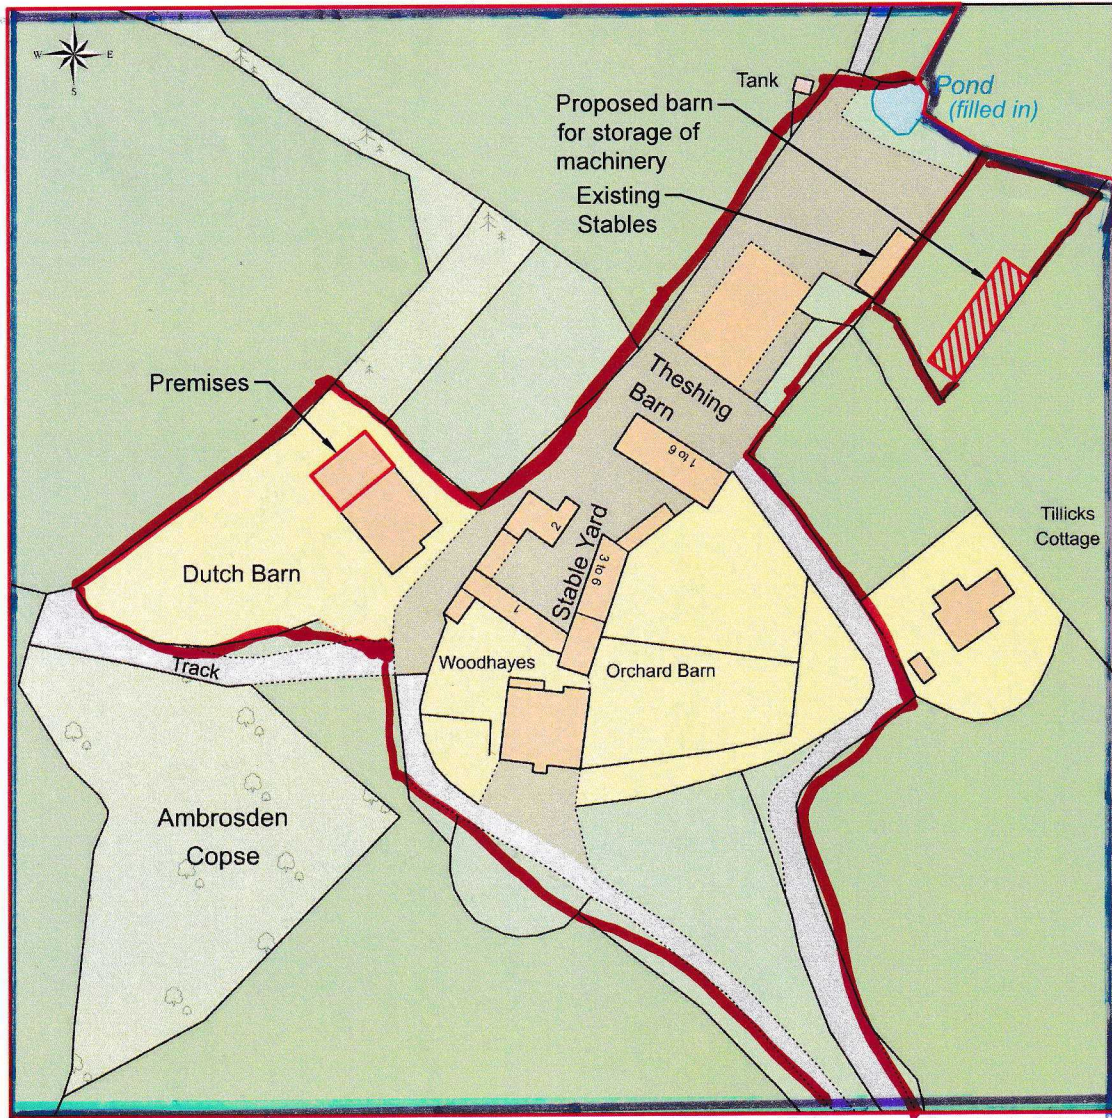 N
W
E
S
Tank
Pond
(filled in)
Proposed barn
for storage of
machinery
Existing
Stables
Premises
Theshing
Barn
1 to 6
Tillicks
Cottage
2
Stable Yard
3 to 6
1
Dutch Barn
Track
Woodhayes
Orchard Barn
Ambrosden
Copse